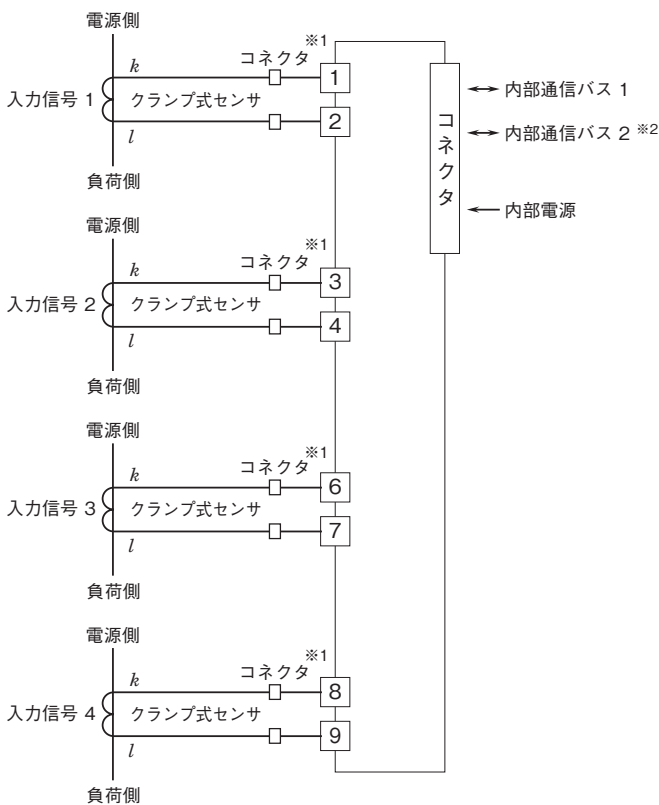 電源側
k
コネクタ ※1
1
入力信号 1
クランプ式センサ
2
l
負荷側
電源側
k
コネクタ ※1
3
入力信号 2
クランプ式センサ
4
l
負荷側
電源側
k
コネクタ ※1
6
入力信号 3
クランプ式センサ
7
l
負荷側
電源側
k
コネクタ ※1
8
入力信号 4
クランプ式センサ
9
l
負荷側
コネクタ
内部通信バス 1
内部通信バス 2 ※2
内部電源